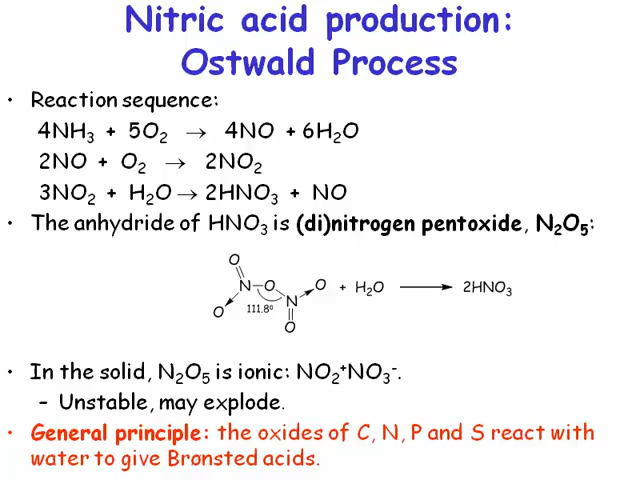 Nitric acid production:
Ostwald Process
• Reaction sequence:
4NH₃ + 5O₂ → 4NO + 6H₂O
2NO + O₂ → 2NO₂
3NO₂ + H₂O → 2HNO₃ + NO
• The anhydride of HNO₃ is (di)nitrogen pentoxide, N₂O₅:
O
N–O O + H₂O ⟶ 2HNO₃
N
O 111.8º
O
• In the solid, N₂O₅ is ionic: NO₂⁺NO₃⁻.
– Unstable, may explode.
• General principle: the oxides of C, N, P and S react with
water to give Brønsted acids.